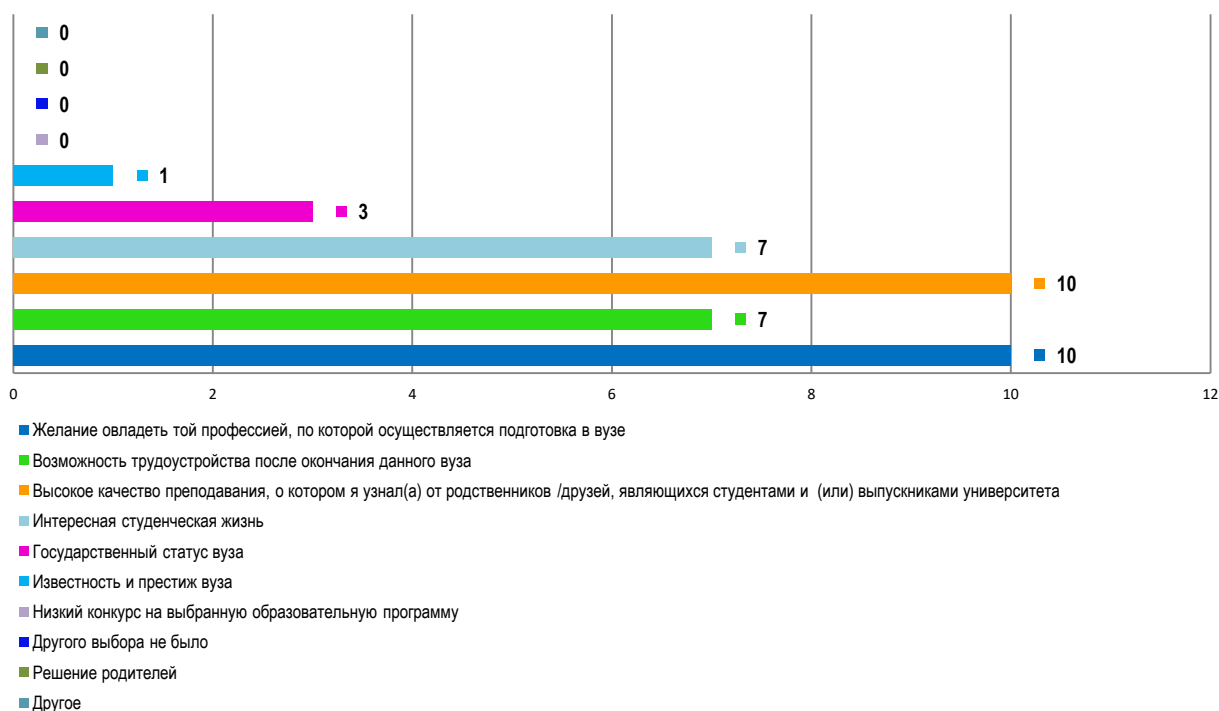 0
0
0
0
1
3
7
10
7
10
0 2 4 6 8 10 12
Желание овладеть той профессией, по которой осуществляется подготовка в вузе
Возможность трудоустройства после окончания данного вуза
Высокое качество преподавания, о котором я узнал(а) от родственников /друзей, являющихся студентами и (или) выпускниками университета
Интересная студенческая жизнь
Государственный статус вуза
Известность и престиж вуза
Низкий конкурс на выбранную образовательную программу
Другого выбора не было
Решение родителей
Другое